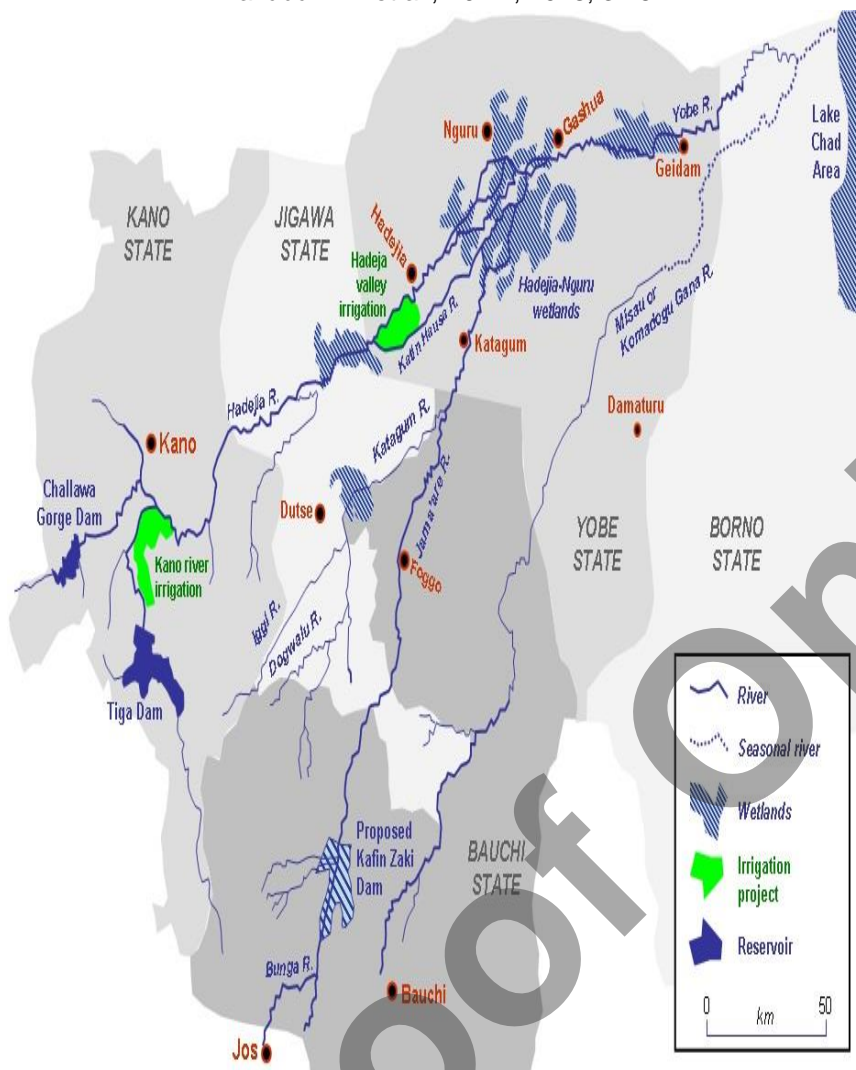 Nguru
Gashua
Yobe R.
Geidam
Lake
Chad
Area
KANO
STATE
JIGAWA
STATE
Hadejia
Hadeja
valley
irrigation
Hadejia-Nguru
wetlands
Misau or
Komadogu Gana R.
Kafin Hausa R.
Katagum
Hadejia R.
Katagum R.
Damaturu
Kano
Challawa
Gorge Dam
Dutse
Jama'are R.
YOBE
STATE
BORNO
STATE
Kano river
irrigation
Foggo
Iggi R.
Dogwalu R.
Tiga Dam
River
Seasonal river
Wetlands
Irrigation
project
Reservoir
0 50
km
Proposed
Kafin Zaki
Dam
BAUCHI
STATE
Bunga R.
Bauchi
Jos
of